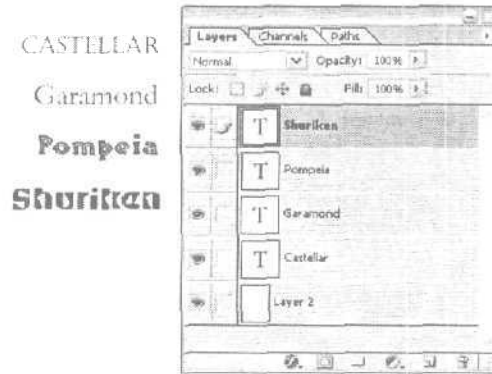 CASTELLAR
Garamond
Pompeia
Shuriken
Layers Channels Paths
Normal Opacity: 100%
Lock: Fill: 100%
T Shuriken
T Pompeia
T Garamond
T Castellar
Layer 2